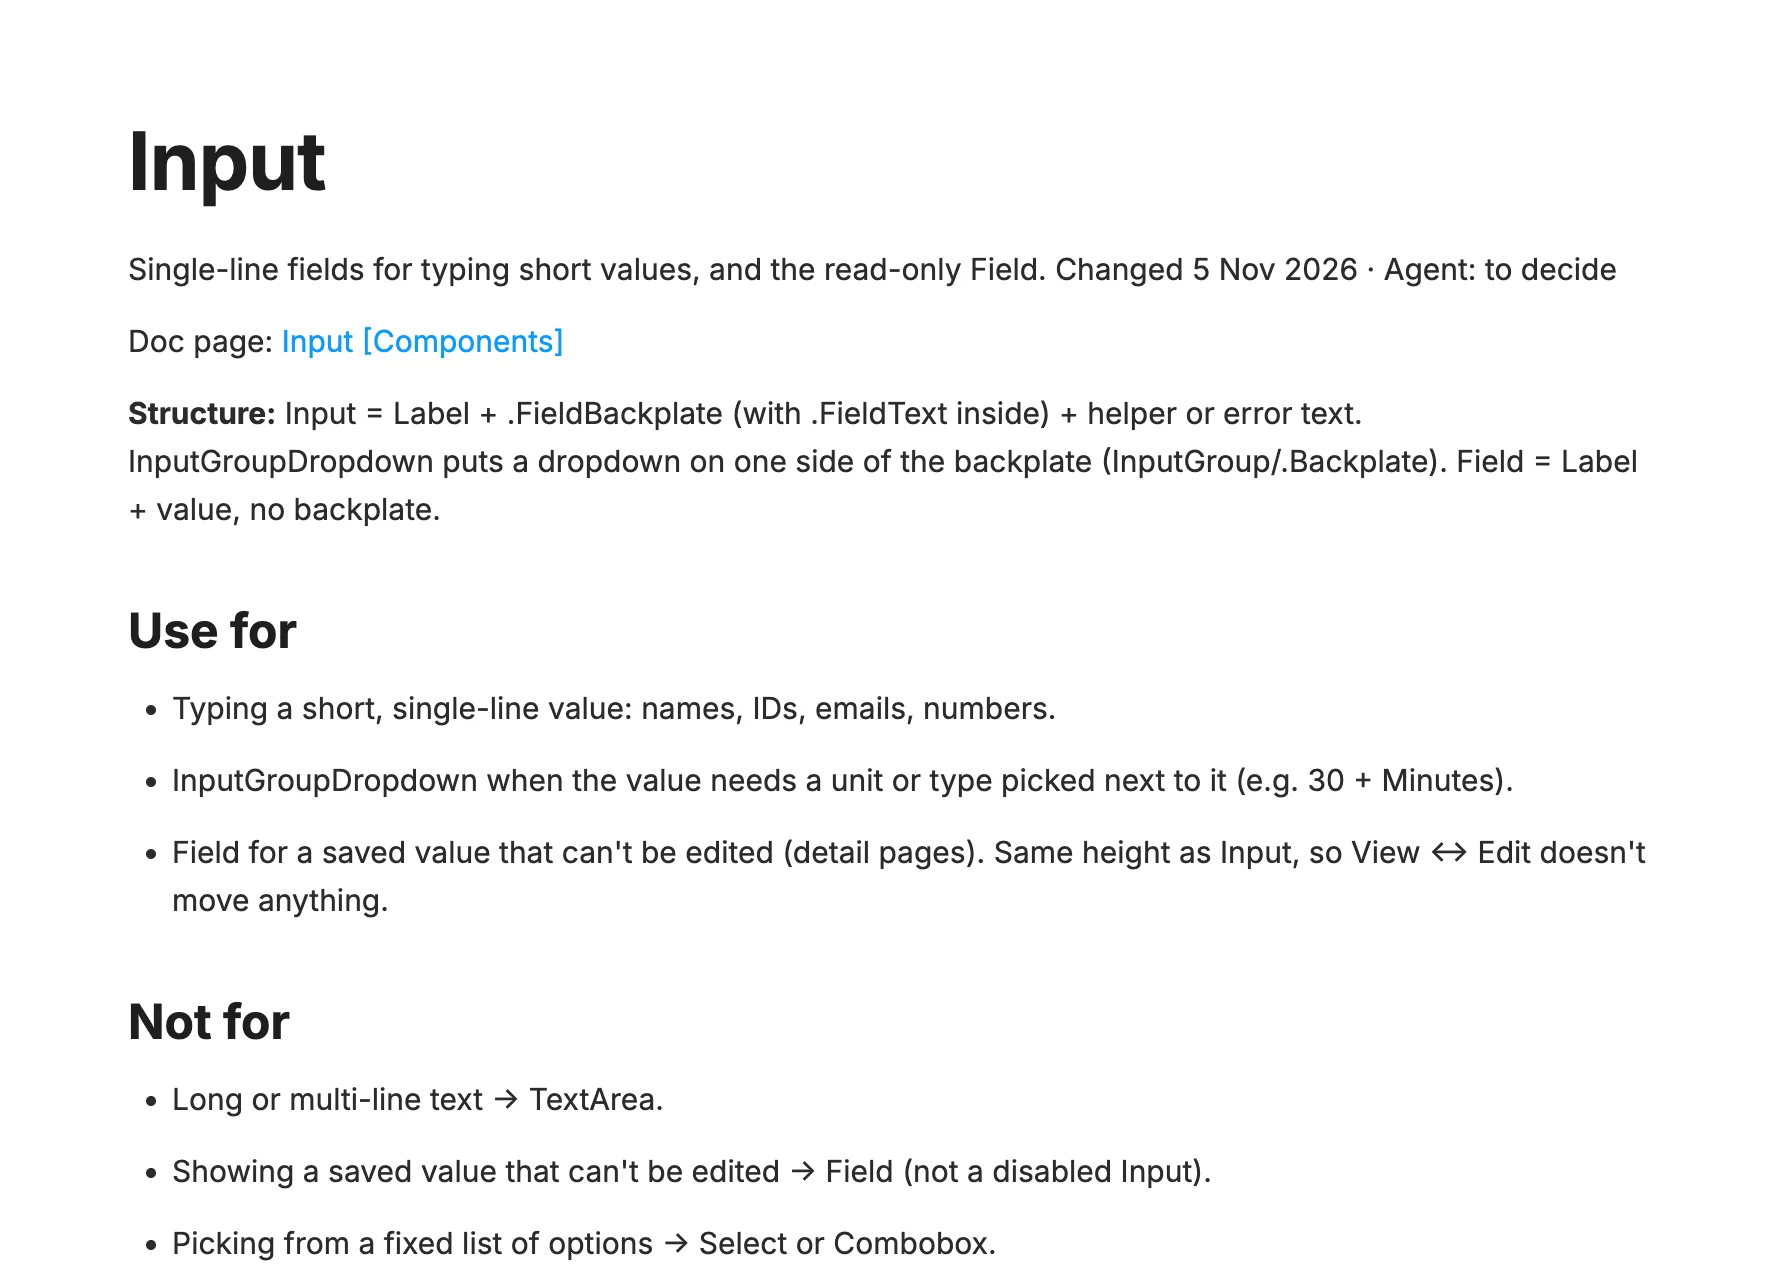 Input
Single-line fields for typing short values, and the read-only Field. Changed 5 Nov 2026 · Agent: to decide
Doc page: Input [Components]
Structure: Input = Label + .FieldBackplate (with .FieldText inside) + helper or error text.
InputGroupDropdown puts a dropdown on one side of the backplate (InputGroup/.Backplate). Field = Label
+ value, no backplate.
Use for
• Typing a short, single-line value: names, IDs, emails, numbers.
• InputGroupDropdown when the value needs a unit or type picked next to it (e.g. 30 + Minutes).
• Field for a saved value that can't be edited (detail pages). Same height as Input, so View ↔ Edit doesn't
move anything.
Not for
• Long or multi-line text → TextArea.
• Showing a saved value that can't be edited → Field (not a disabled Input).
• Picking from a fixed list of options → Select or Combobox.